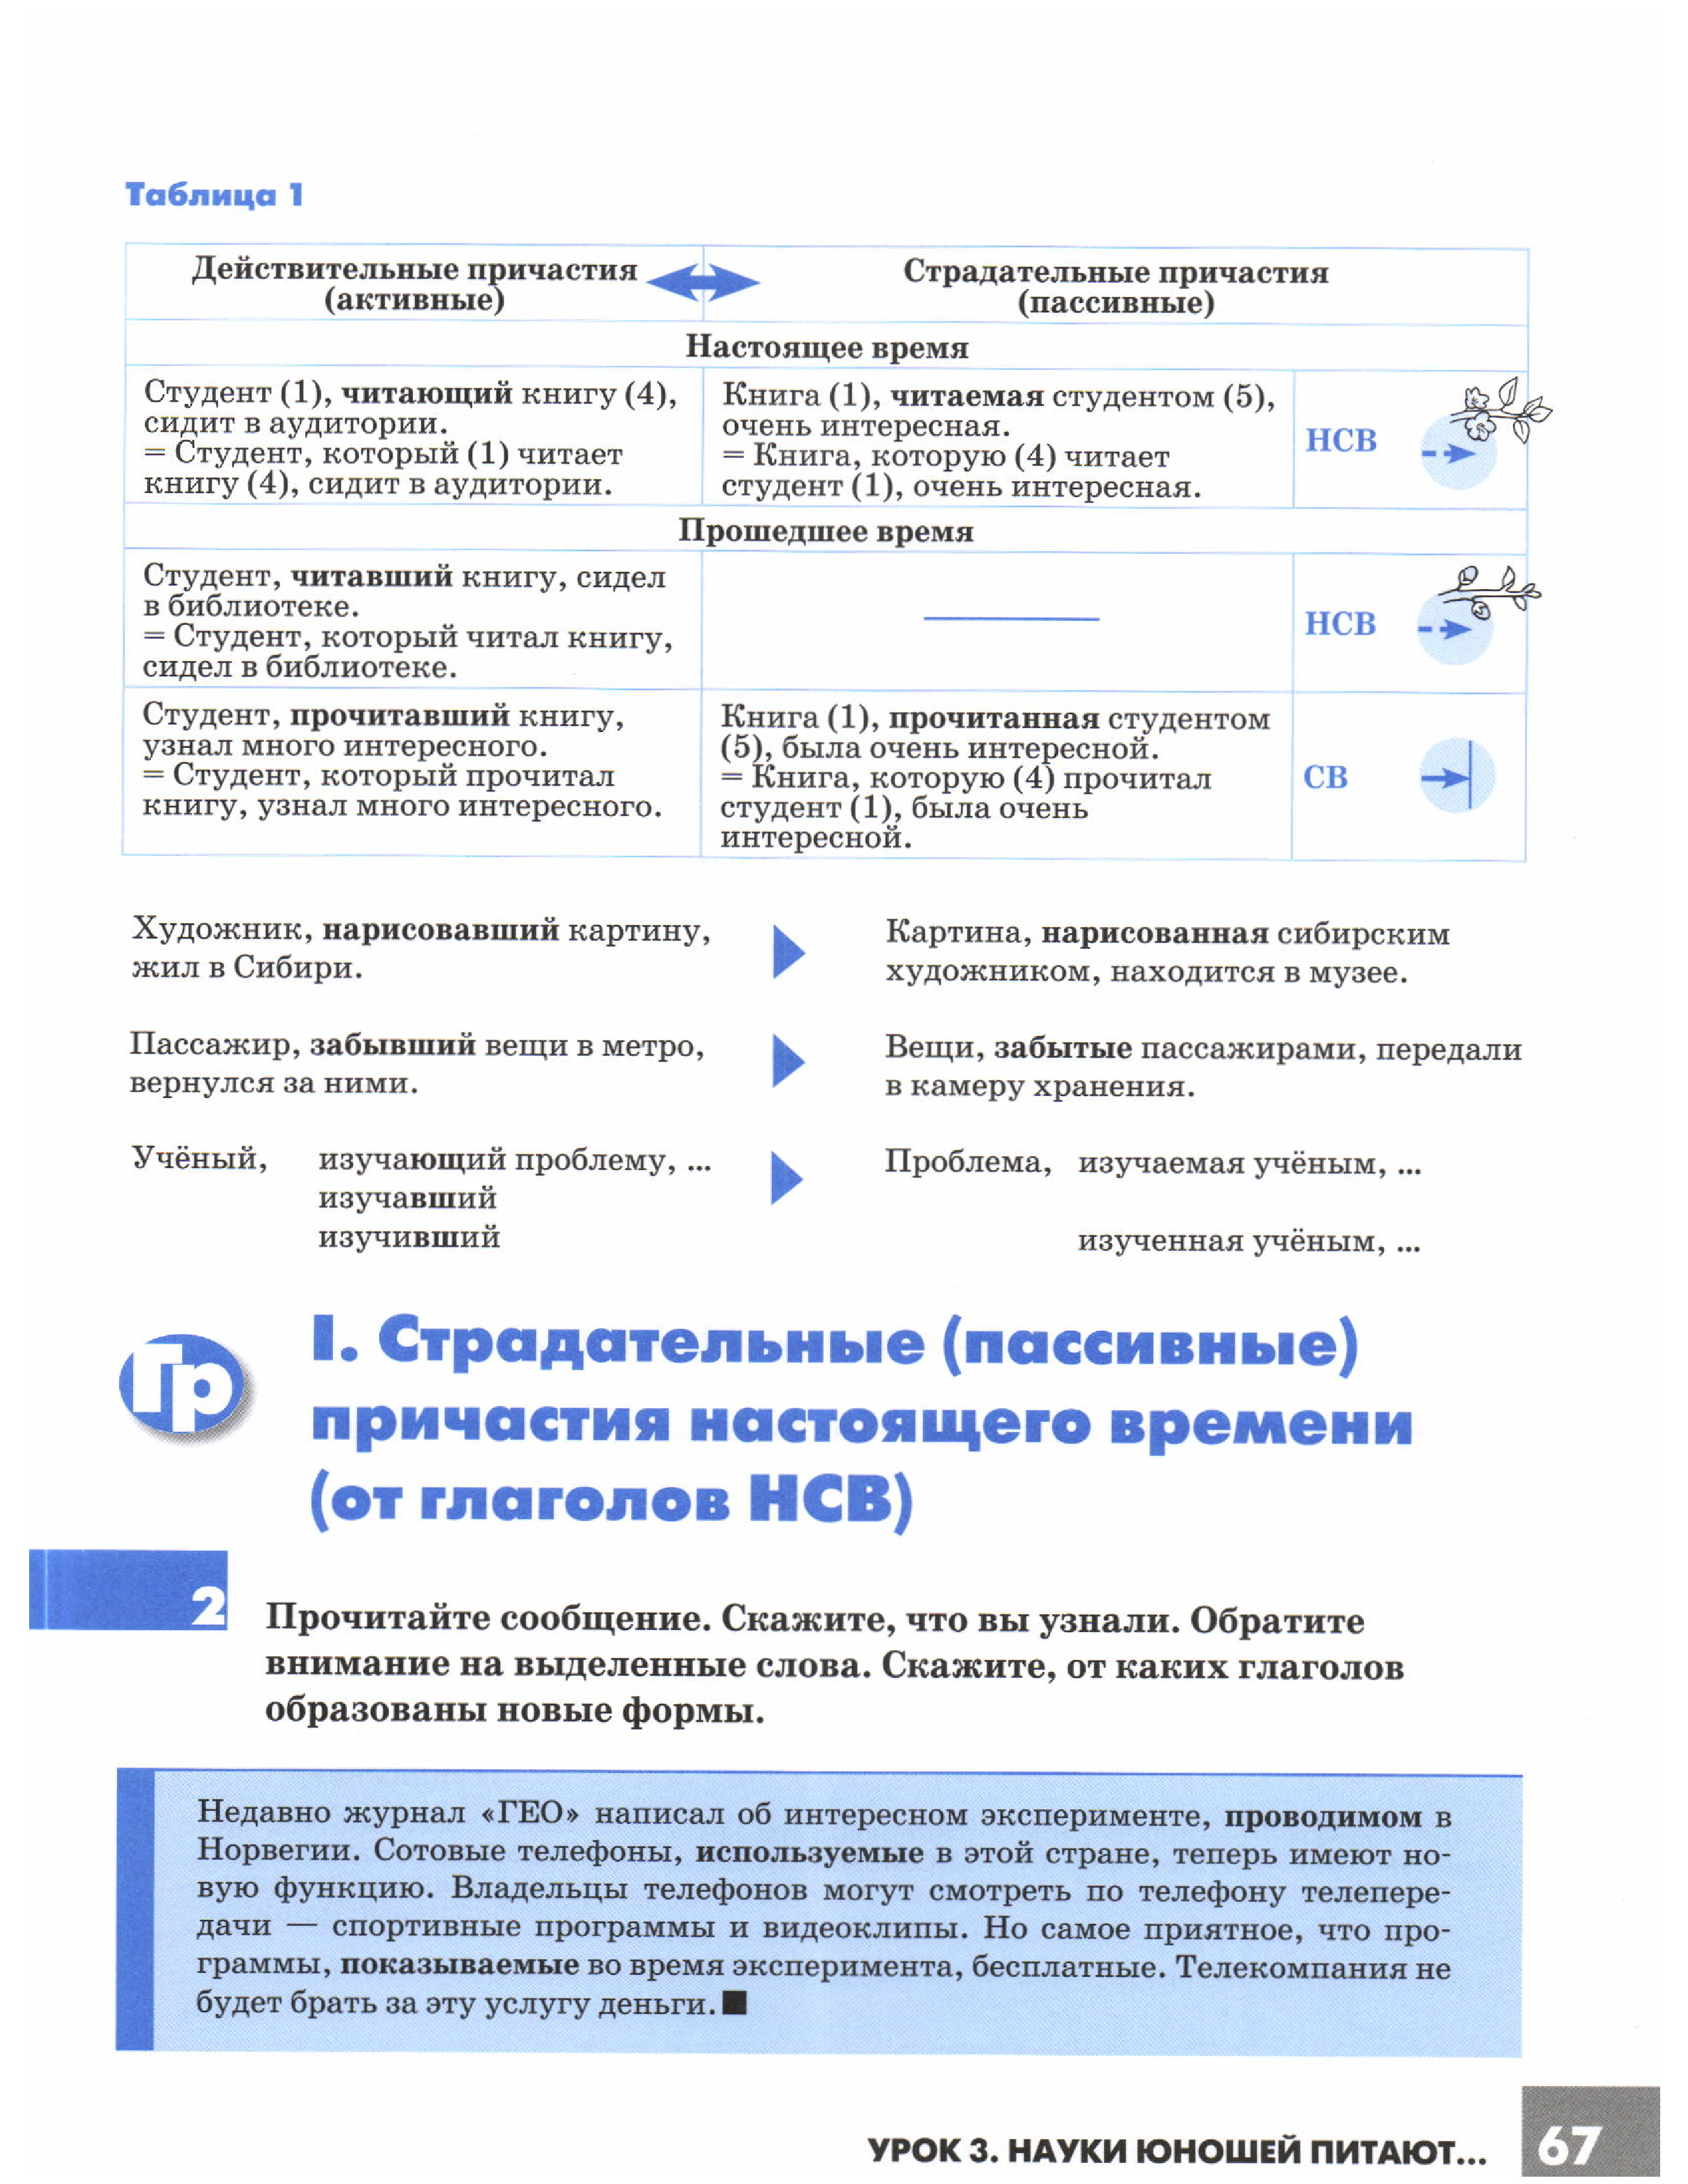 Таблица 1
Действительные причастия
(активные)
Страдательные причастия
(пассивные)
Настоящее время
Студент (1), читающий книгу (4),
сидит в аудитории.
= Студент, который (1) читает
книгу (4), сидит в аудитории.
Книга (1), читаемая студентом (5),
очень интересная.
= Книга, которую (4) читает
студент (1), очень интересная.
НСВ
Прошедшее время
Студент, читавший книгу, сидел
в библиотеке.
= Студент, который читал книгу,
сидел в библиотеке.
НСВ
Студент, прочитавший книгу,
узнал много интересного.
= Студент, который прочитал
книгу, узнал много интересного.
Книга (1), прочитанная студентом
(5), была очень интересной.
= Книга, которую (4) прочитал
студент (1), была очень
интересной.
СВ
Художник, нарисовавший картину,
жил в Сибири.
Картина, нарисованная сибирским
художником, находится в музее.
Пассажир, забывший вещи в метро,
вернулся за ними.
Вещи, забытые пассажирами, передали
в камеру хранения.
Учёный, изучающий проблему, ...
изучавший
изучивший
Проблема, изучаемая учёным, ...
изученная учёным, ...
Гр
I. Страдательные (пассивные)
причастия настоящего времени
(от глаголов НСВ)
2
Прочитайте сообщение. Скажите, что вы узнали. Обратите
внимание на выделенные слова. Скажите, от каких глаголов
образованы новые формы.
Недавно журнал «ГЕО» написал об интересном эксперименте, проводимом в
Норвегии. Сотовые телефоны, используемые в этой стране, теперь имеют но-
вую функцию. Владельцы телефонов могут смотреть по телефону телепере-
дачи — спортивные программы и видеоклипы. Но самое приятное, что про-
граммы, показываемые во время эксперимента, бесплатные. Телекомпания не
будет брать за эту услугу деньги.
УРОК 3. НАУКИ ЮНОШЕЙ ПИТАЮТ...
67